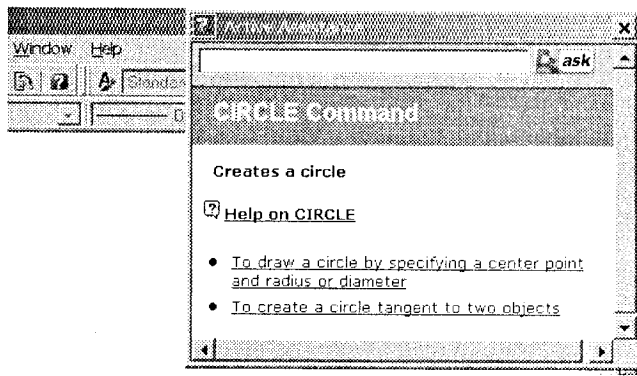 Window Help
Standar
ask
CIRCLE Command
Creates a circle
Help on CIRCLE
• To draw a circle by specifying a center point
and radius or diameter
• To create a circle tangent to two objects